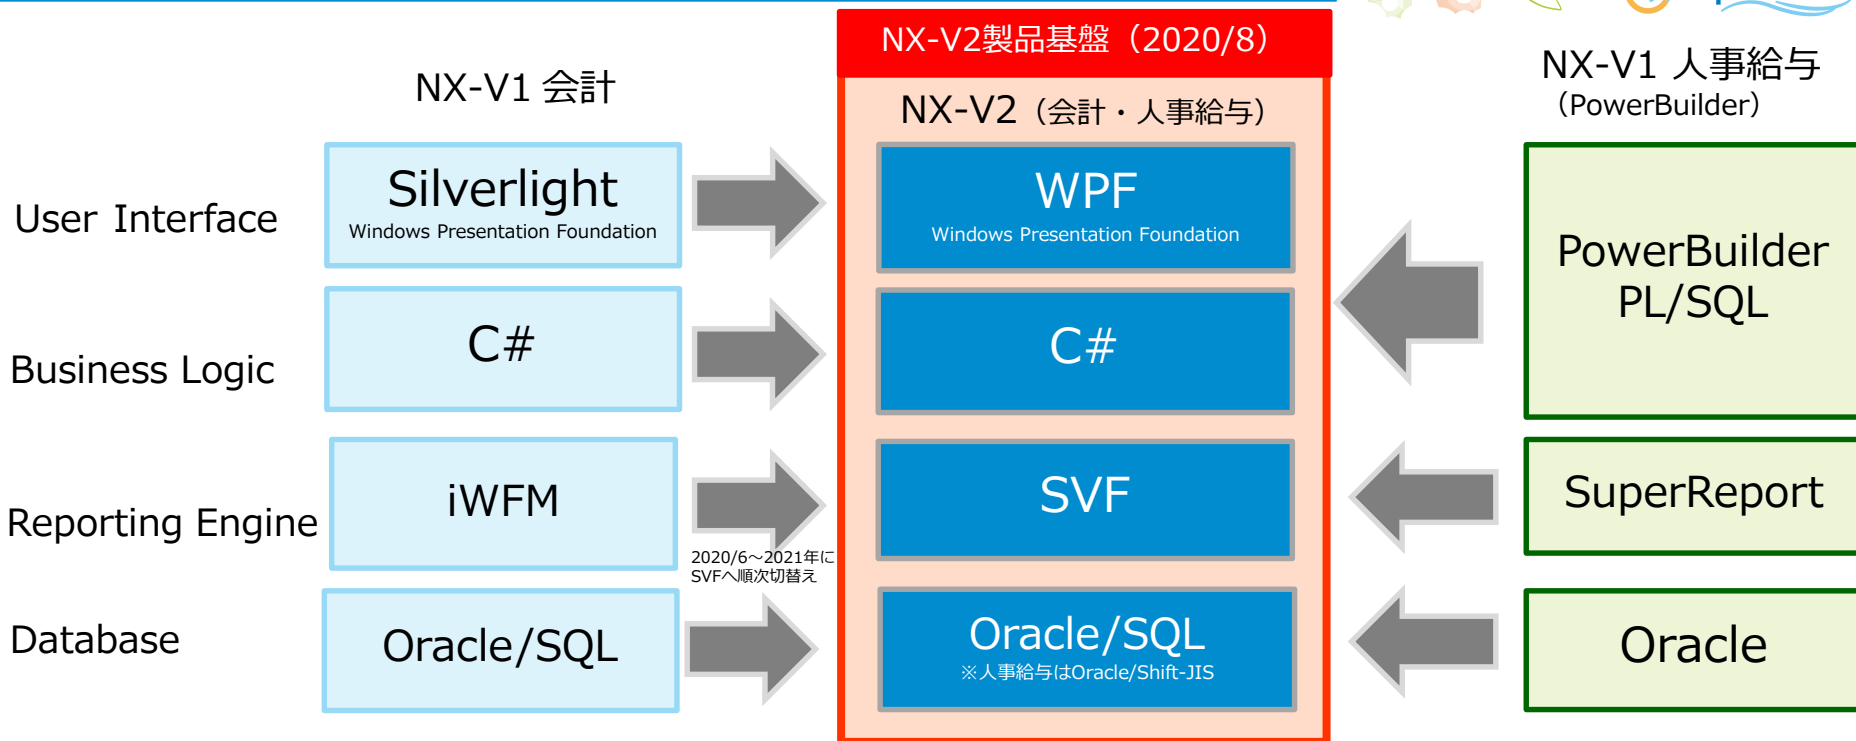 NX-V2製品基盤（2020/8）
NX-V1 会計
NX-V2（会計・人事給与）
NX-V1 人事給与
（PowerBuilder）
User Interface
Silverlight
Windows Presentation Foundation
WPF
Windows Presentation Foundation
PowerBuilder
PL/SQL
Business Logic
C#
C#
Reporting Engine
iWFM
2020/6～2021年に
SVFへ順次切替え
SVF
SuperReport
Database
Oracle/SQL
Oracle/SQL
※人事給与はOracle/Shift-JIS
Oracle